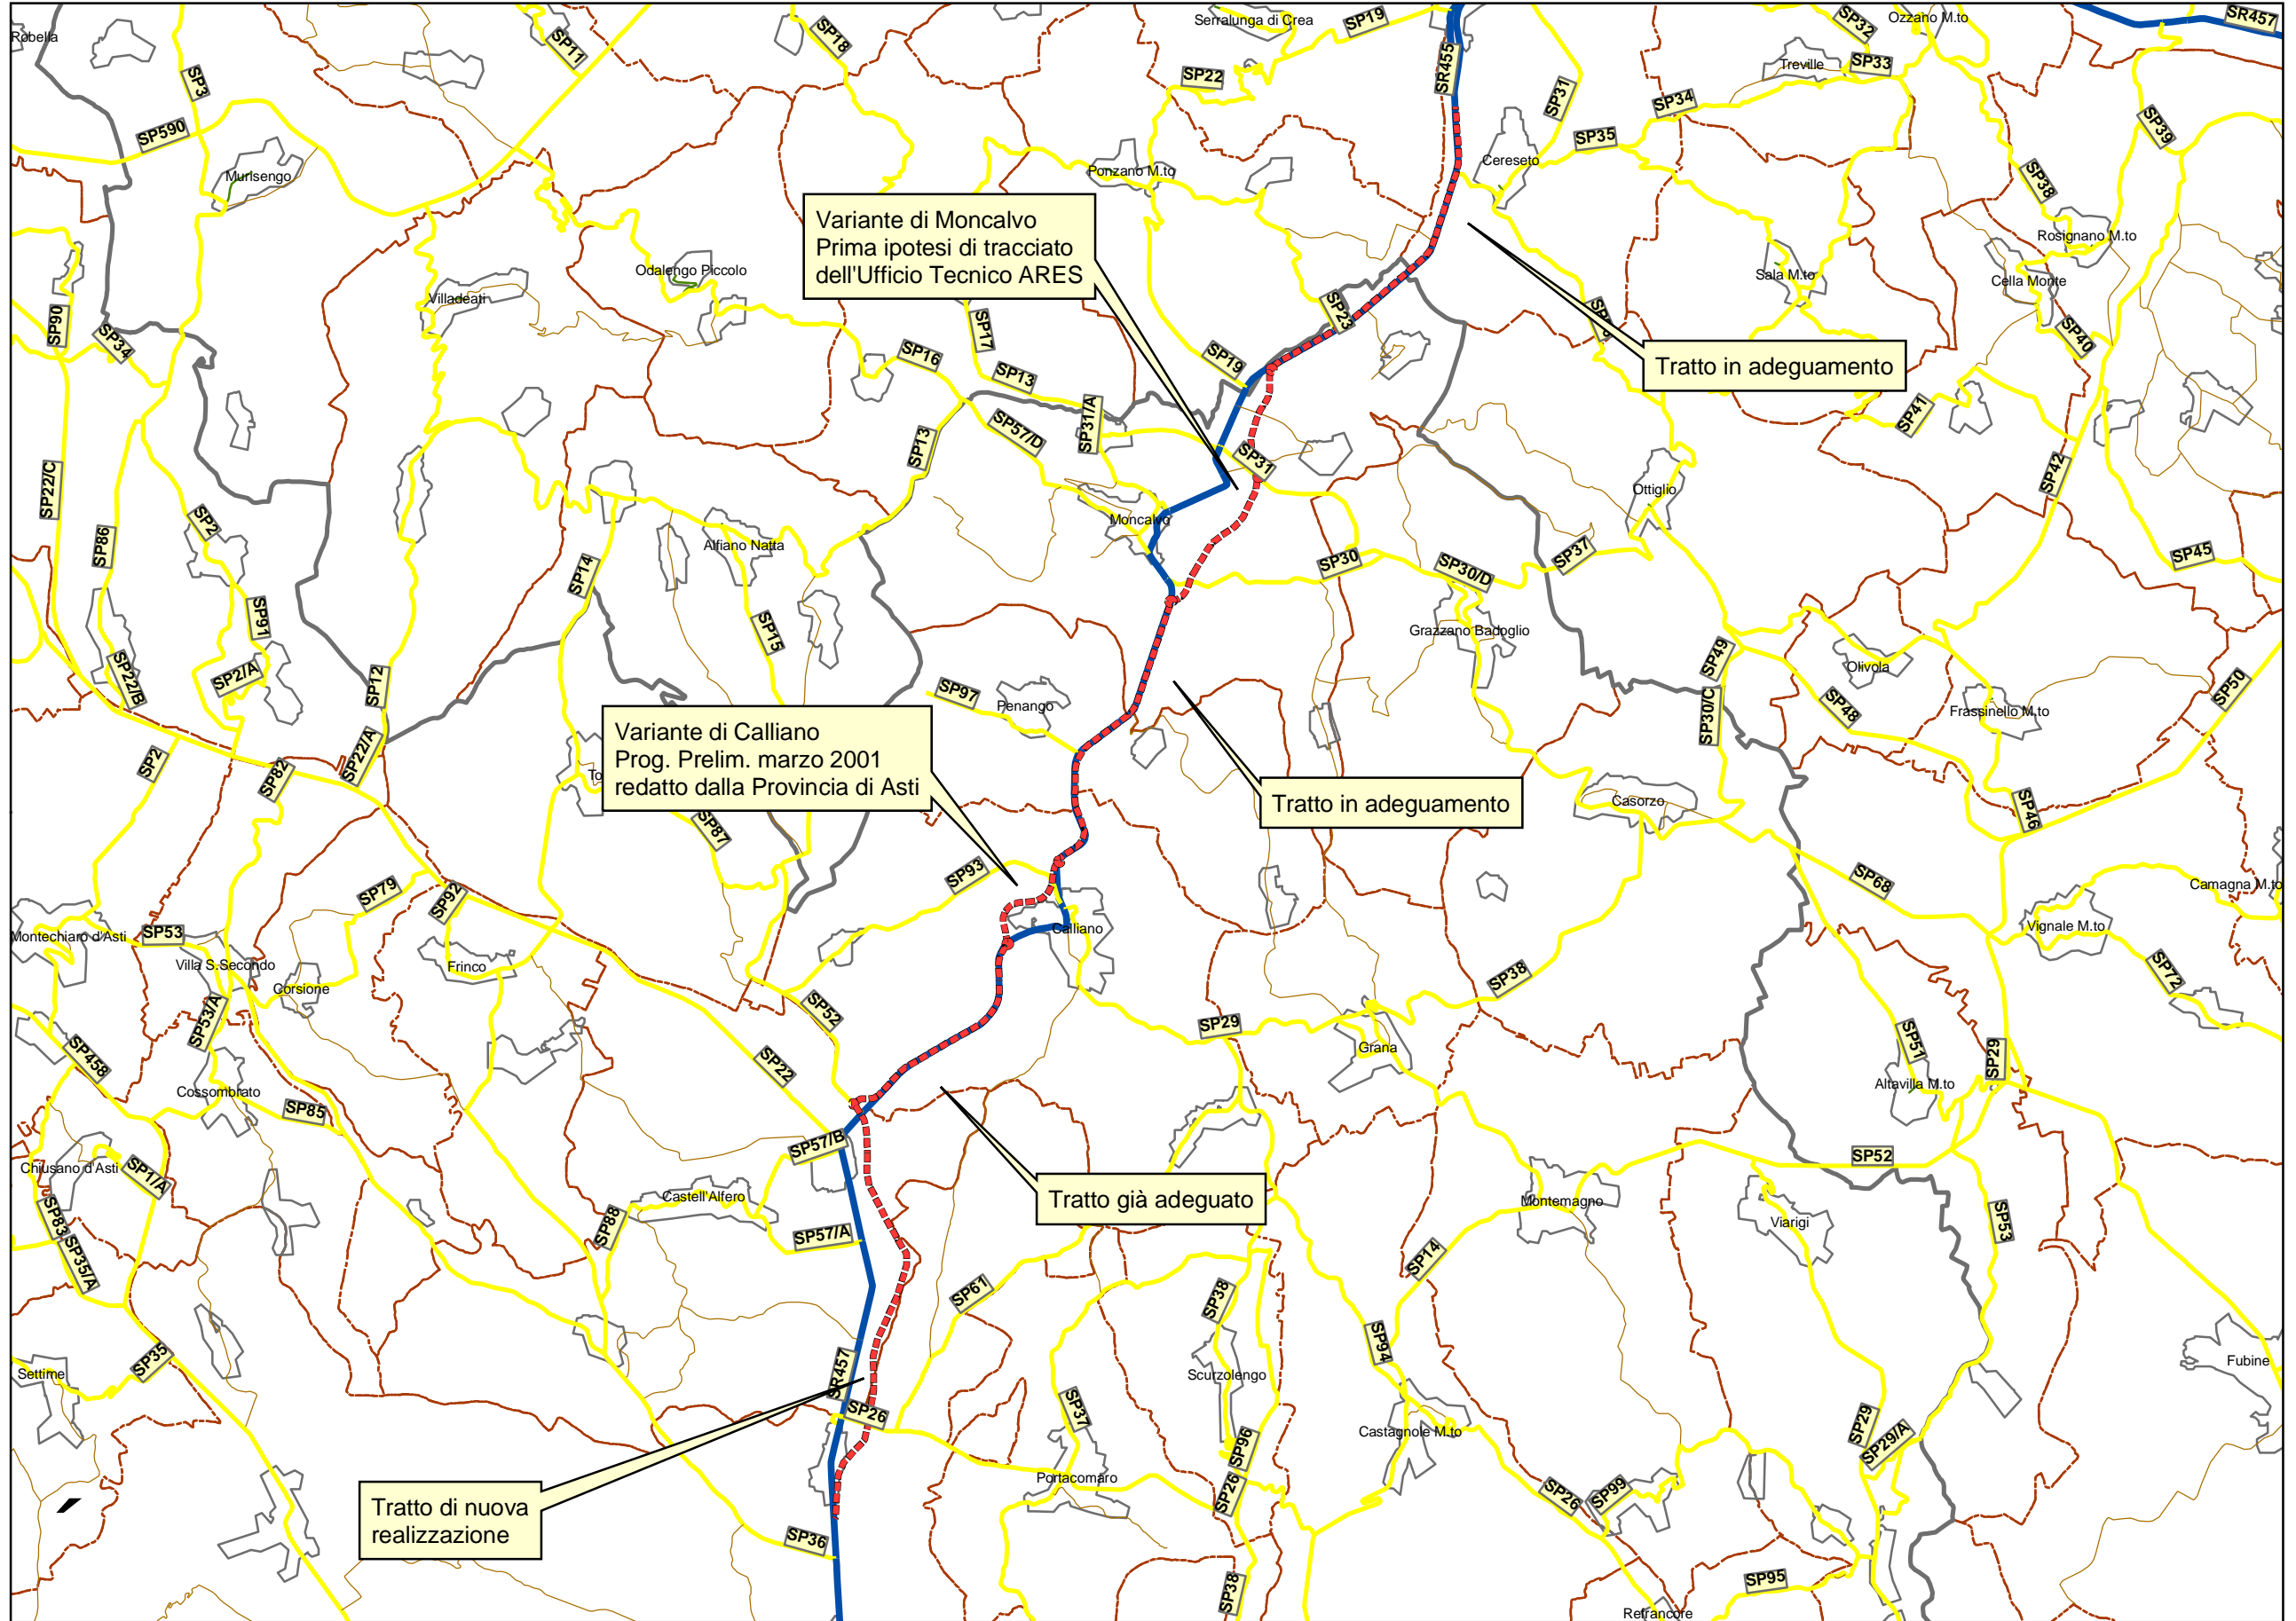 Robella
SP3
SP11
SP18
Serralunga di Crea
SP19
SR455
SP32
Ozzano M.to
SR457
SP22
SP31
Treville
SP33
SP34
SP590
SP35
SP39
Murisengo
Ponzano M.to
Cereseto
SP38
Variante di Moncalvo
Prima ipotesi di tracciato
dell'Ufficio Tecnico ARES
Rosignano M.to
Odalengo Piccolo
Villadeati
Sala M.to
Cella Monte
SP90
SP34
SP17
SP23
SP40
SP16
SP19
Tratto in adeguamento
SP13
SP57/D
SP31/A
SP41
SP13
SP31
SP22/C
SP42
Ottiglio
SP2
Moncalvo
SP86
Alfiano Natta
SP14
SP30
SP30/D
SP37
SP45
SP91
SP15
Grazzano Badoglio
SP22/B
SP2/A
SP12
SP97
Penango
SP49
Olivola
SP50
SP30/C
SP48
Frassinello M.to
Variante di Calliano
Prog. Prelim. marzo 2001
redatto dalla Provincia di Asti
SP2
SP82
SP22/A
To
Tratto in adeguamento
Casorzo
SP46
SP87
SP93
SP79
SP92
SP68
Camagna M.to
Montechiaro d'Asti
SP53
Calliano
Vignale M.to
Villa S.Secondo
Frinco
Corsione
SP38
SP72
SP53/A
SP52
SP29
Grana
SP458
SP22
SP51
SP29
Cossombrato
SP85
Altavilla M.to
SP57/B
SP52
Chiusano d'Asti
SP1/A
Castell'Alfero
Tratto già adeguato
Montemagno
SP83
SP88
SP57/A
Viarigi
SP53
SP35/A
SP14
SP61
SP38
SP94
SP35
Settime
SR457
Scurzolengo
Fubine
SP26
SP37
Castagnole M.to
SP29
SP29/A
SP96
Portacomaro
SP26
SP26
SP99
Tratto di nuova
realizzazione
SP36
SP95
SP38
Refrancore